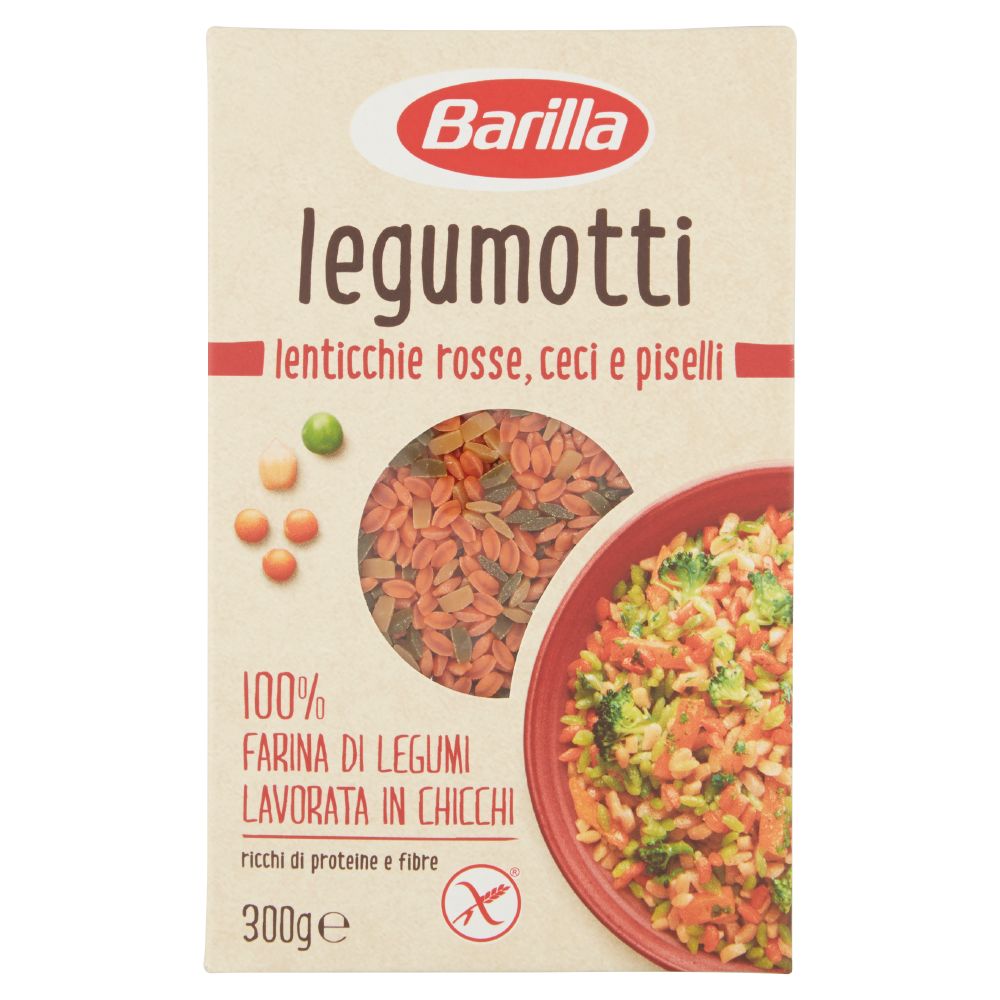 Barilla
legumotti
lenticchie rosse, ceci e piselli
100%
FARINA DI LEGUMI
LAVORATA IN CHICCHI
ricchi di proteine e fibre
®
300g e